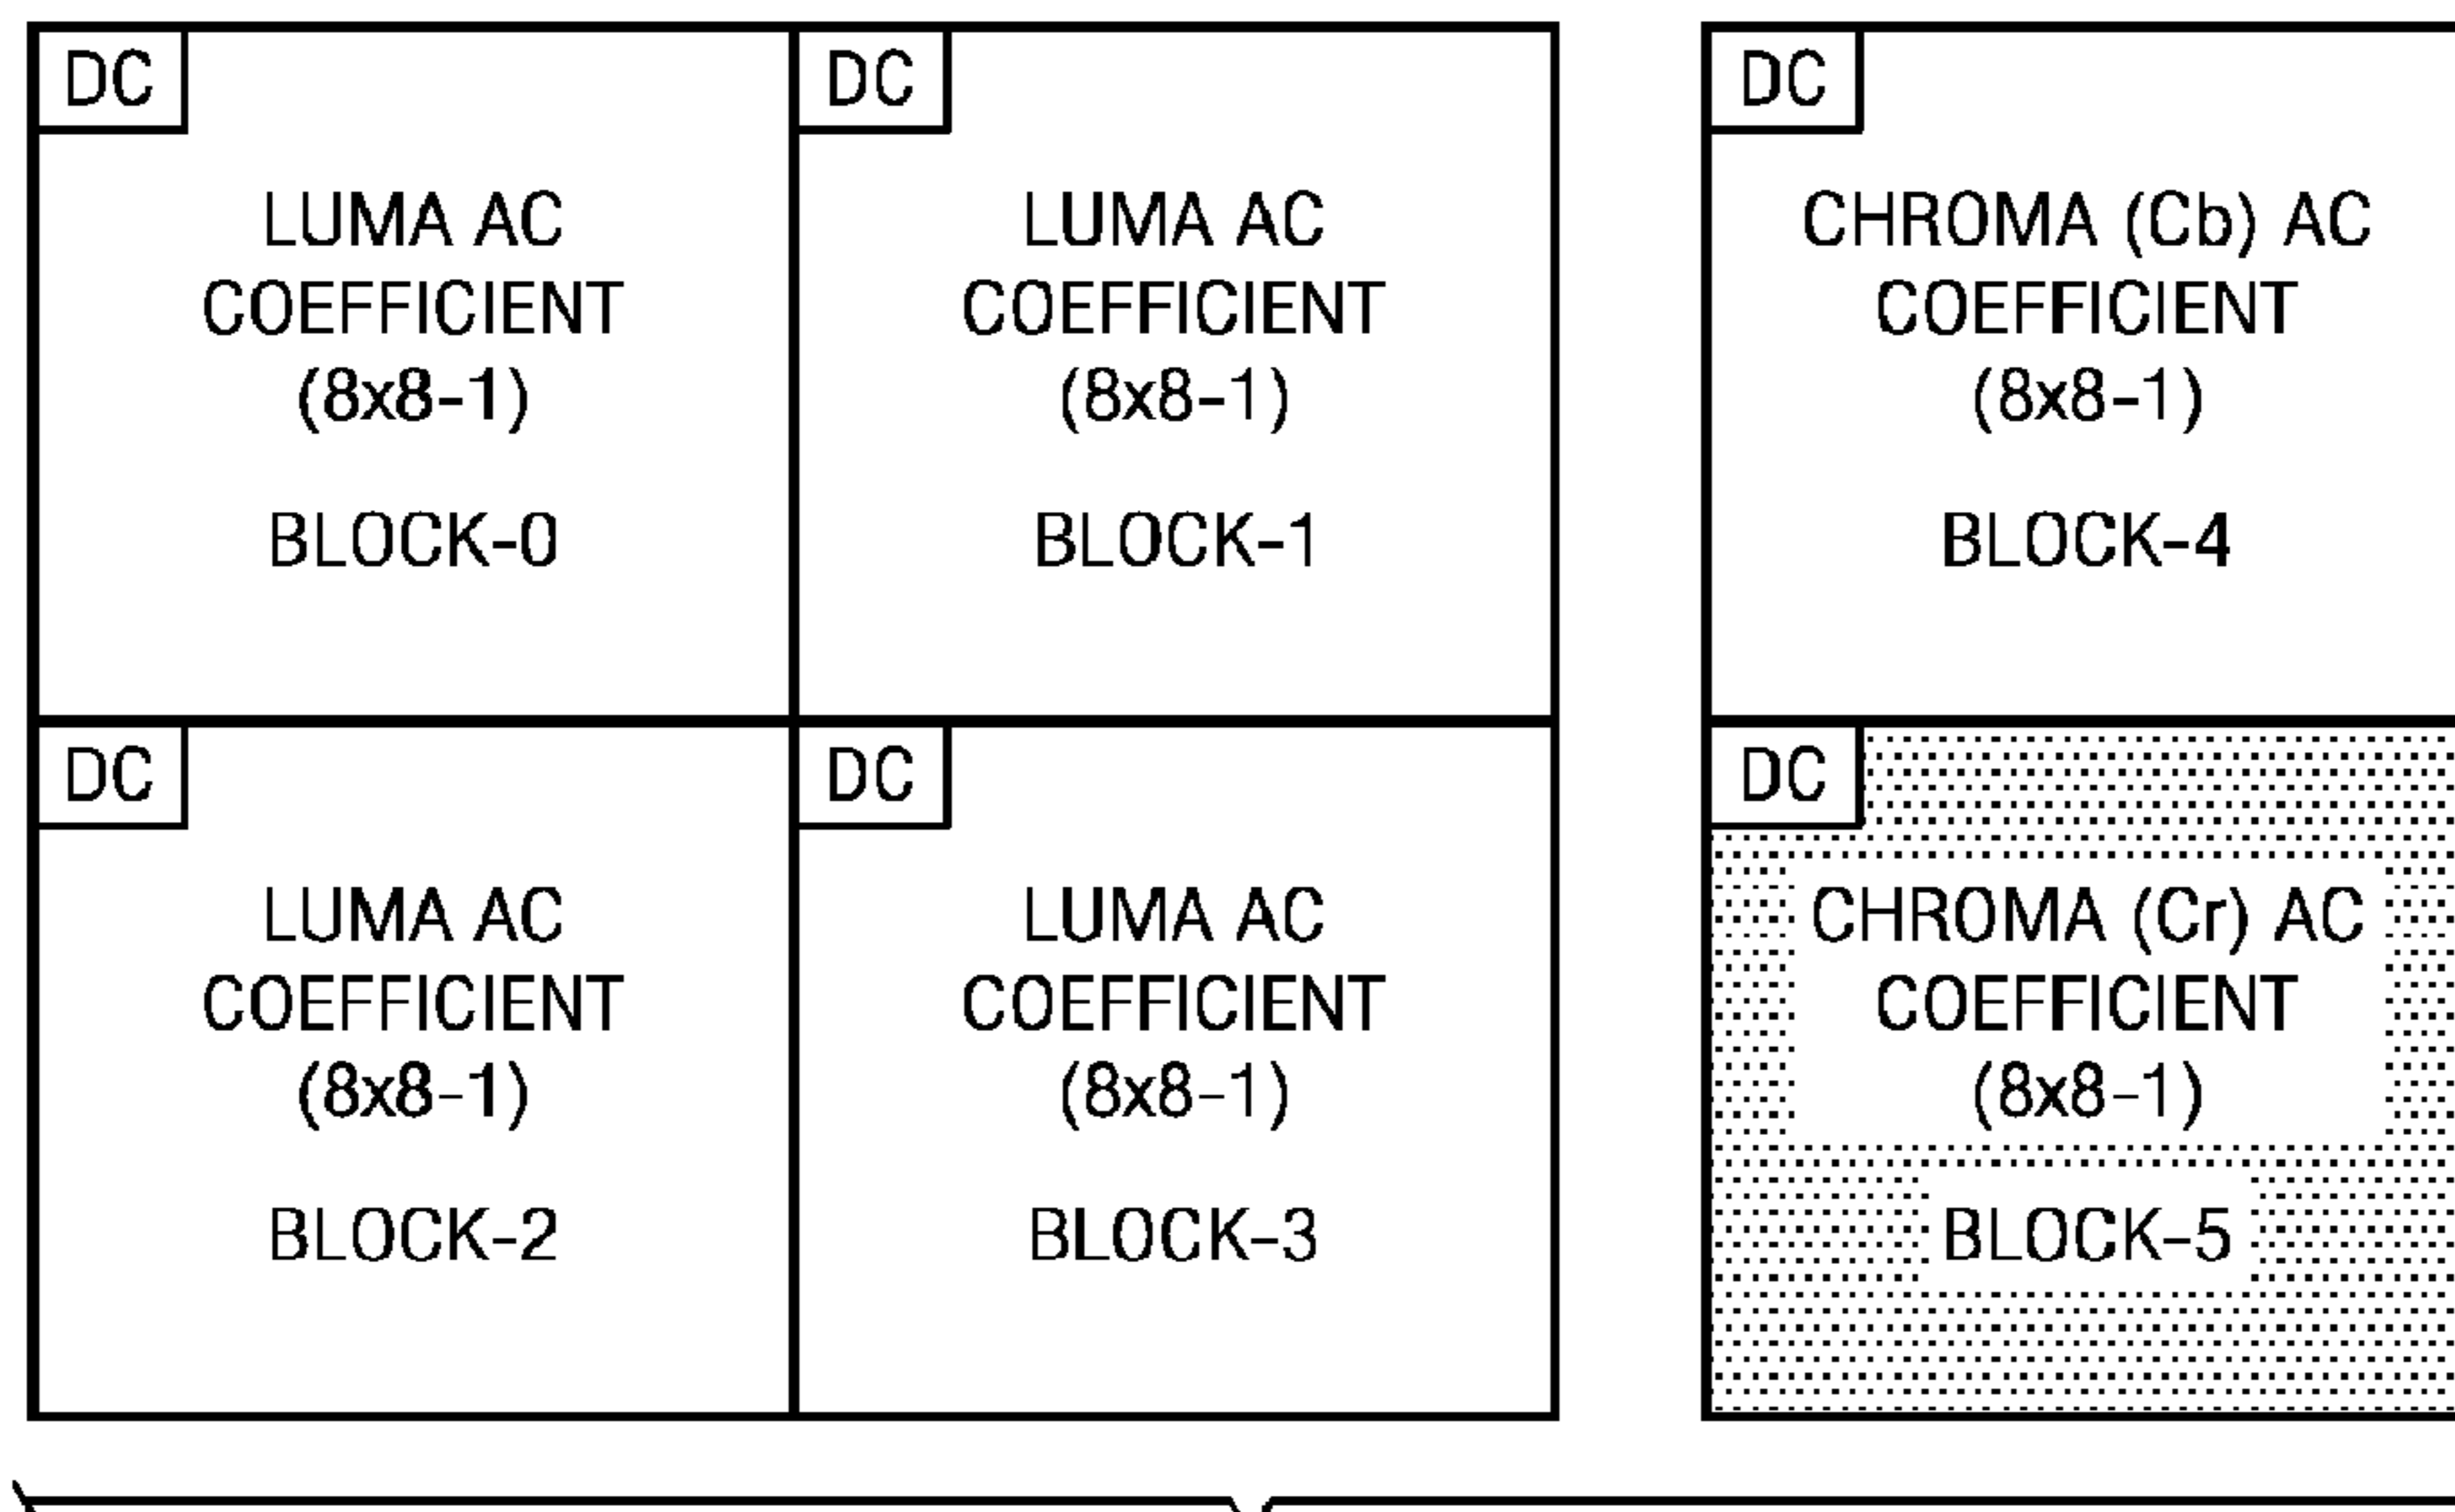 DC
LUMA AC
COEFFICIENT
(8x8-1)
BLOCK-0
DC
LUMA AC
COEFFICIENT
(8x8-1)
BLOCK-1
DC
CHROMA (Cb) AC
COEFFICIENT
(8x8-1)
BLOCK-4
DC
LUMA AC
COEFFICIENT
(8x8-1)
BLOCK-2
DC
LUMA AC
COEFFICIENT
(8x8-1)
BLOCK-3
DC
CHROMA (Cr) AC
COEFFICIENT
(8x8-1)
BLOCK-5